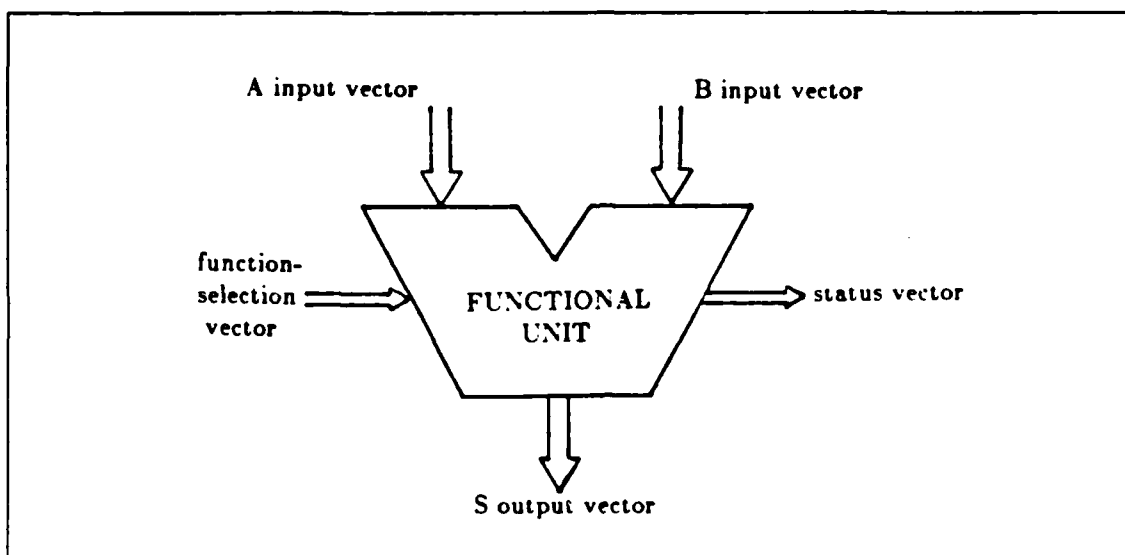 A input vector
B input vector
function-
selection
vector
FUNCTIONAL
UNIT
status vector
S output vector